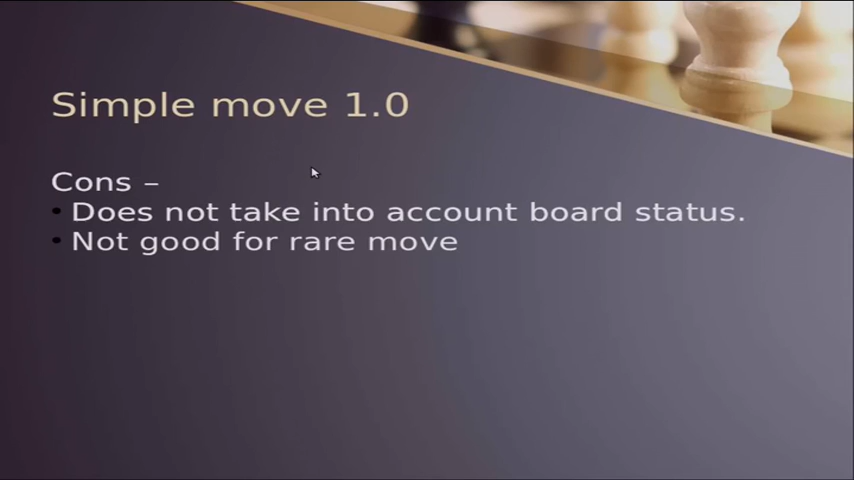 Simple move 1.0
Cons –
• Does not take into account board status.
• Not good for rare move